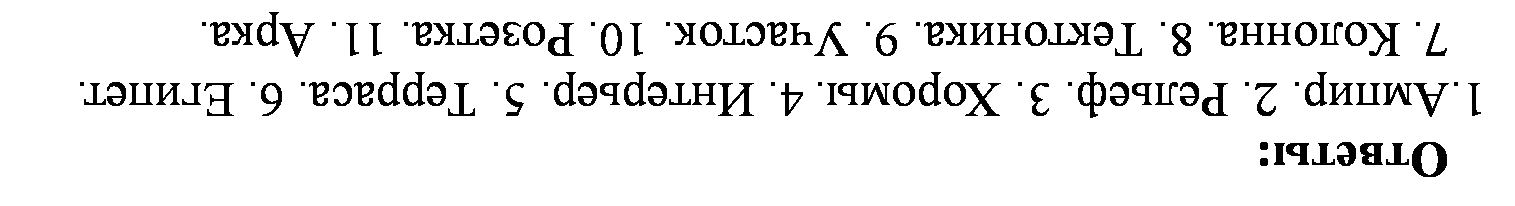 Ответы:
1.Ампир. 2. Рельеф. 3. Хоромы. 4. Интерьер. 5. Терраса. 6. Египет.
7. Колонна. 8. Тектоника. 9. Участок. 10. Розетка. 11. Арка.